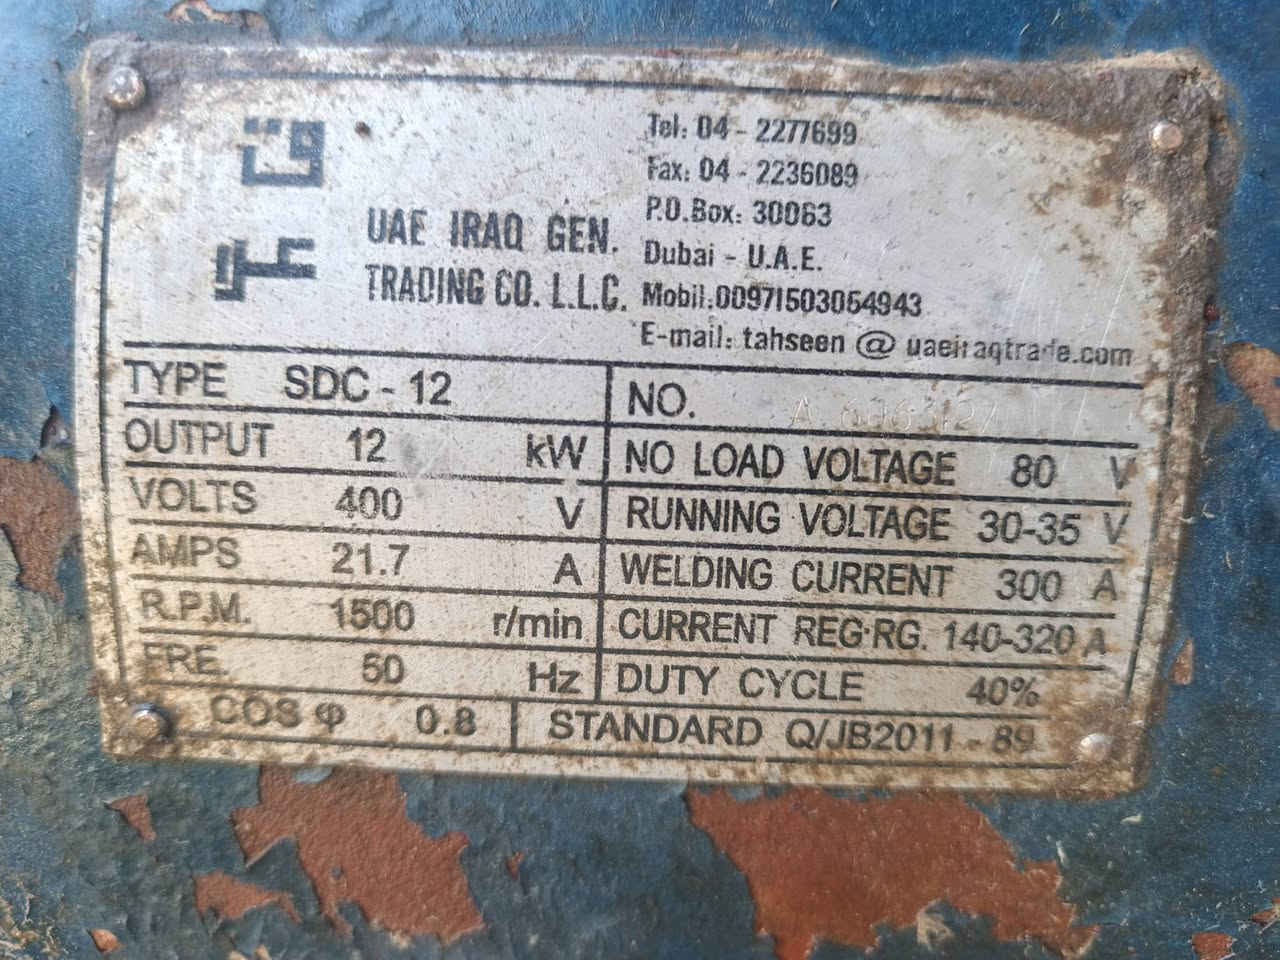 UAE IRAQ GEN.
TRADING CO. L.L.C.
Tel: 04 - 2277699
Fax: 04 - 2236089
P.O.Box: 30063
Dubai - U.A.E.
Mobil:00971503054943
E-mail: tahseen @ uaeiraqtrade.com
TYPE SDC - 12
OUTPUT 12 kW
VOLTS 400 V
AMPS 21.7 A
R.P.M. 1500 r/min
FRE. 50 Hz
COS φ 0.8
NO.
NO LOAD VOLTAGE 80 V
RUNNING VOLTAGE 30-35 V
WELDING CURRENT 300 A
CURRENT REG·RG. 140-320 A
DUTY CYCLE 40%
STANDARD Q/JB2011 - 89